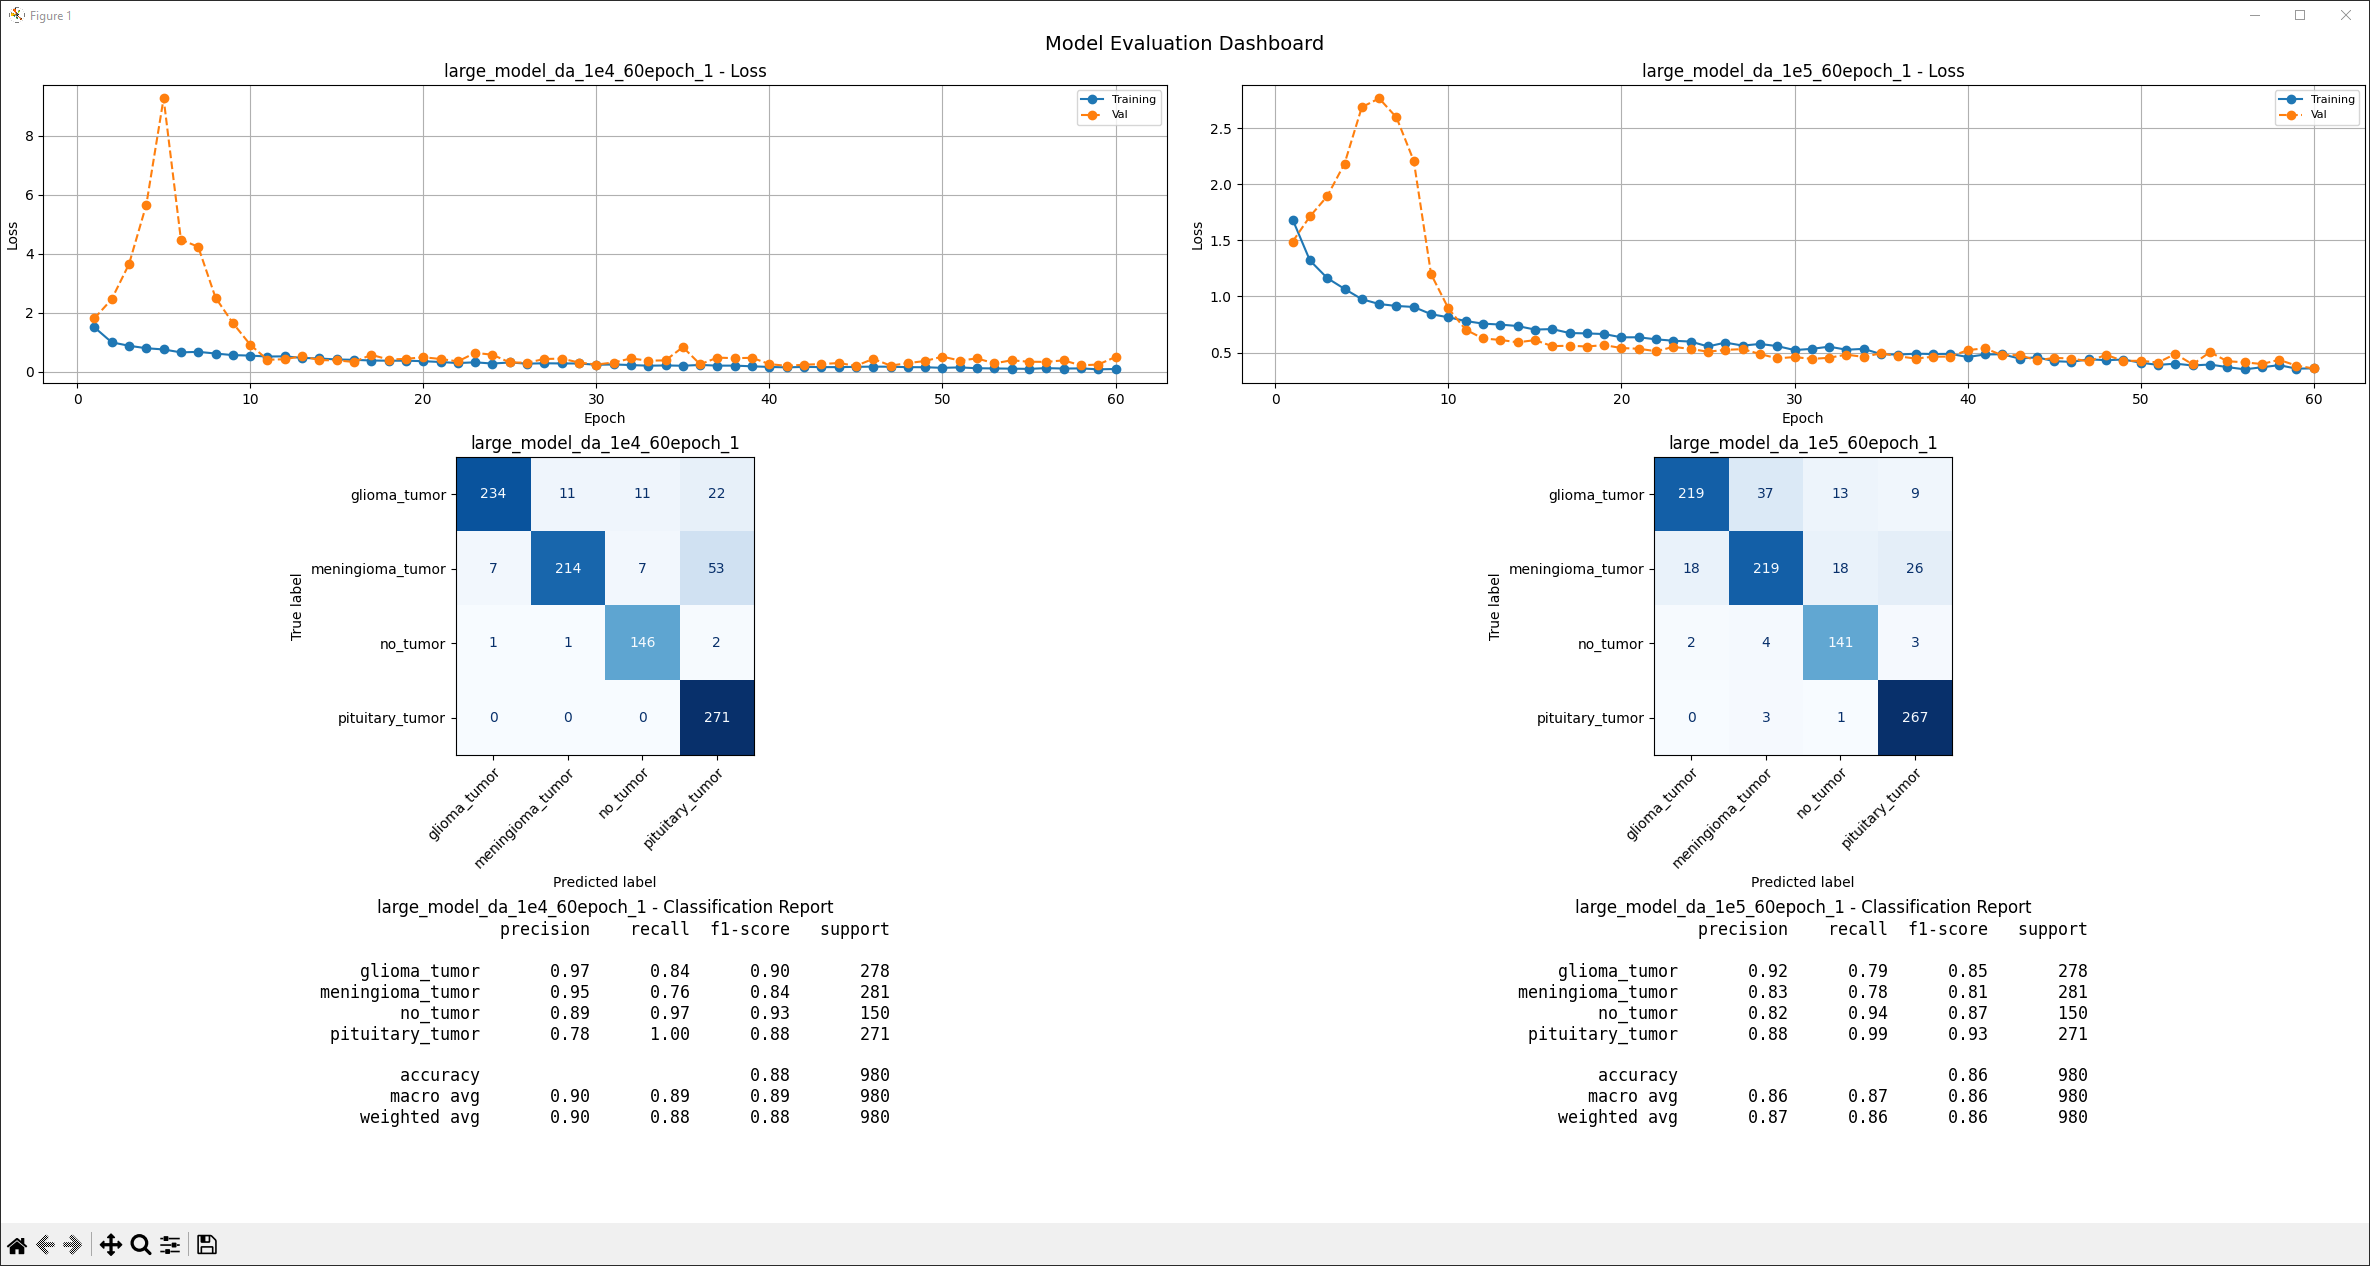 Figure 1
Model Evaluation Dashboard
large_model_da_1e4_60epoch_1 - Loss
Training
Val
8
6
4
2
0
Loss
0 10 20 30 40 50 60
Epoch
large_model_da_1e5_60epoch_1 - Loss
Training
Val
2.5
2.0
1.5
1.0
0.5
Loss
0 10 20 30 40 50 60
Epoch
large_model_da_1e4_60epoch_1
True label
glioma_tumor 234 11 11 22
meningioma_tumor 7 214 7 53
no_tumor 1 1 146 2
pituitary_tumor 0 0 0 271
glioma_tumor meningioma_tumor no_tumor pituitary_tumor
Predicted label
large_model_da_1e5_60epoch_1
True label
glioma_tumor 219 37 13 9
meningioma_tumor 18 219 18 26
no_tumor 2 4 141 3
pituitary_tumor 0 3 1 267
glioma_tumor meningioma_tumor no_tumor pituitary_tumor
Predicted label
large_model_da_1e4_60epoch_1 - Classification Report
precision recall f1-score support
glioma_tumor 0.97 0.84 0.90 278
meningioma_tumor 0.95 0.76 0.84 281
no_tumor 0.89 0.97 0.93 150
pituitary_tumor 0.78 1.00 0.88 271
accuracy 0.88 980
macro avg 0.90 0.89 0.89 980
weighted avg 0.90 0.88 0.88 980
large_model_da_1e5_60epoch_1 - Classification Report
precision recall f1-score support
glioma_tumor 0.92 0.79 0.85 278
meningioma_tumor 0.83 0.78 0.81 281
no_tumor 0.82 0.94 0.87 150
pituitary_tumor 0.88 0.99 0.93 271
accuracy 0.86 980
macro avg 0.86 0.87 0.86 980
weighted avg 0.87 0.86 0.86 980